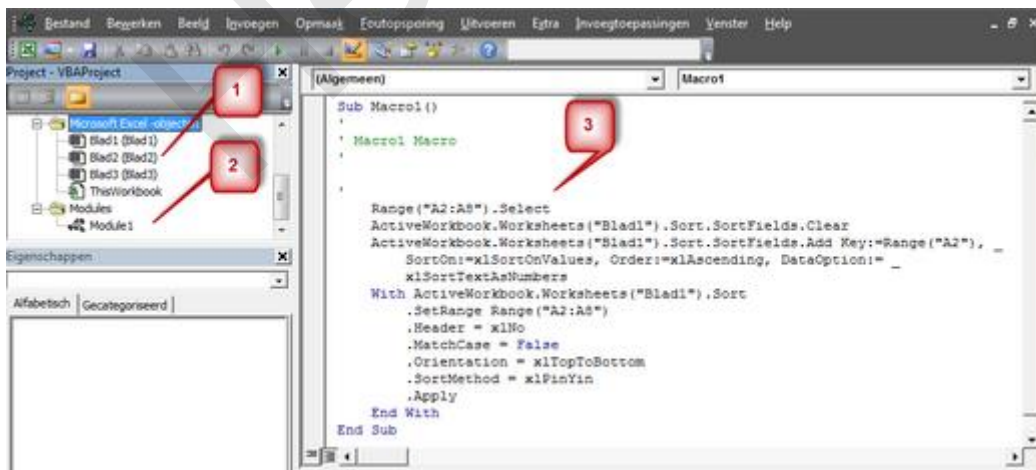 Bestand Bewerken Beeld Invoegen Opmaak Foutopsporing Uitvoeren Extra Invoegtoepassingen Venster Help
Project - VBAProject
Microsoft Excel-objecten
Blad1 (Blad1)
Blad2 (Blad2)
Blad3 (Blad3)
ThisWorkbook
Modules
Module1
1
2
Eigenschappen
Alfabetisch Gecategoriseerd
(Algemeen) Macro1
3
Sub Macro1()
'
' Macro1 Macro
'
'
Range("A2:A8").Select
ActiveWorkbook.Worksheets("Blad1").Sort.SortFields.Clear
ActiveWorkbook.Worksheets("Blad1").Sort.SortFields.Add Key:=Range("A2"), _
SortOn:=xlSortOnValues, Order:=xlAscending, DataOption:= _
xlSortTextAsNumbers
With ActiveWorkbook.Worksheets("Blad1").Sort
.SetRange Range("A2:A8")
.Header = xlNo
.MatchCase = False
.Orientation = xlTopToBottom
.SortMethod = xlPinYin
.Apply
End With
End Sub